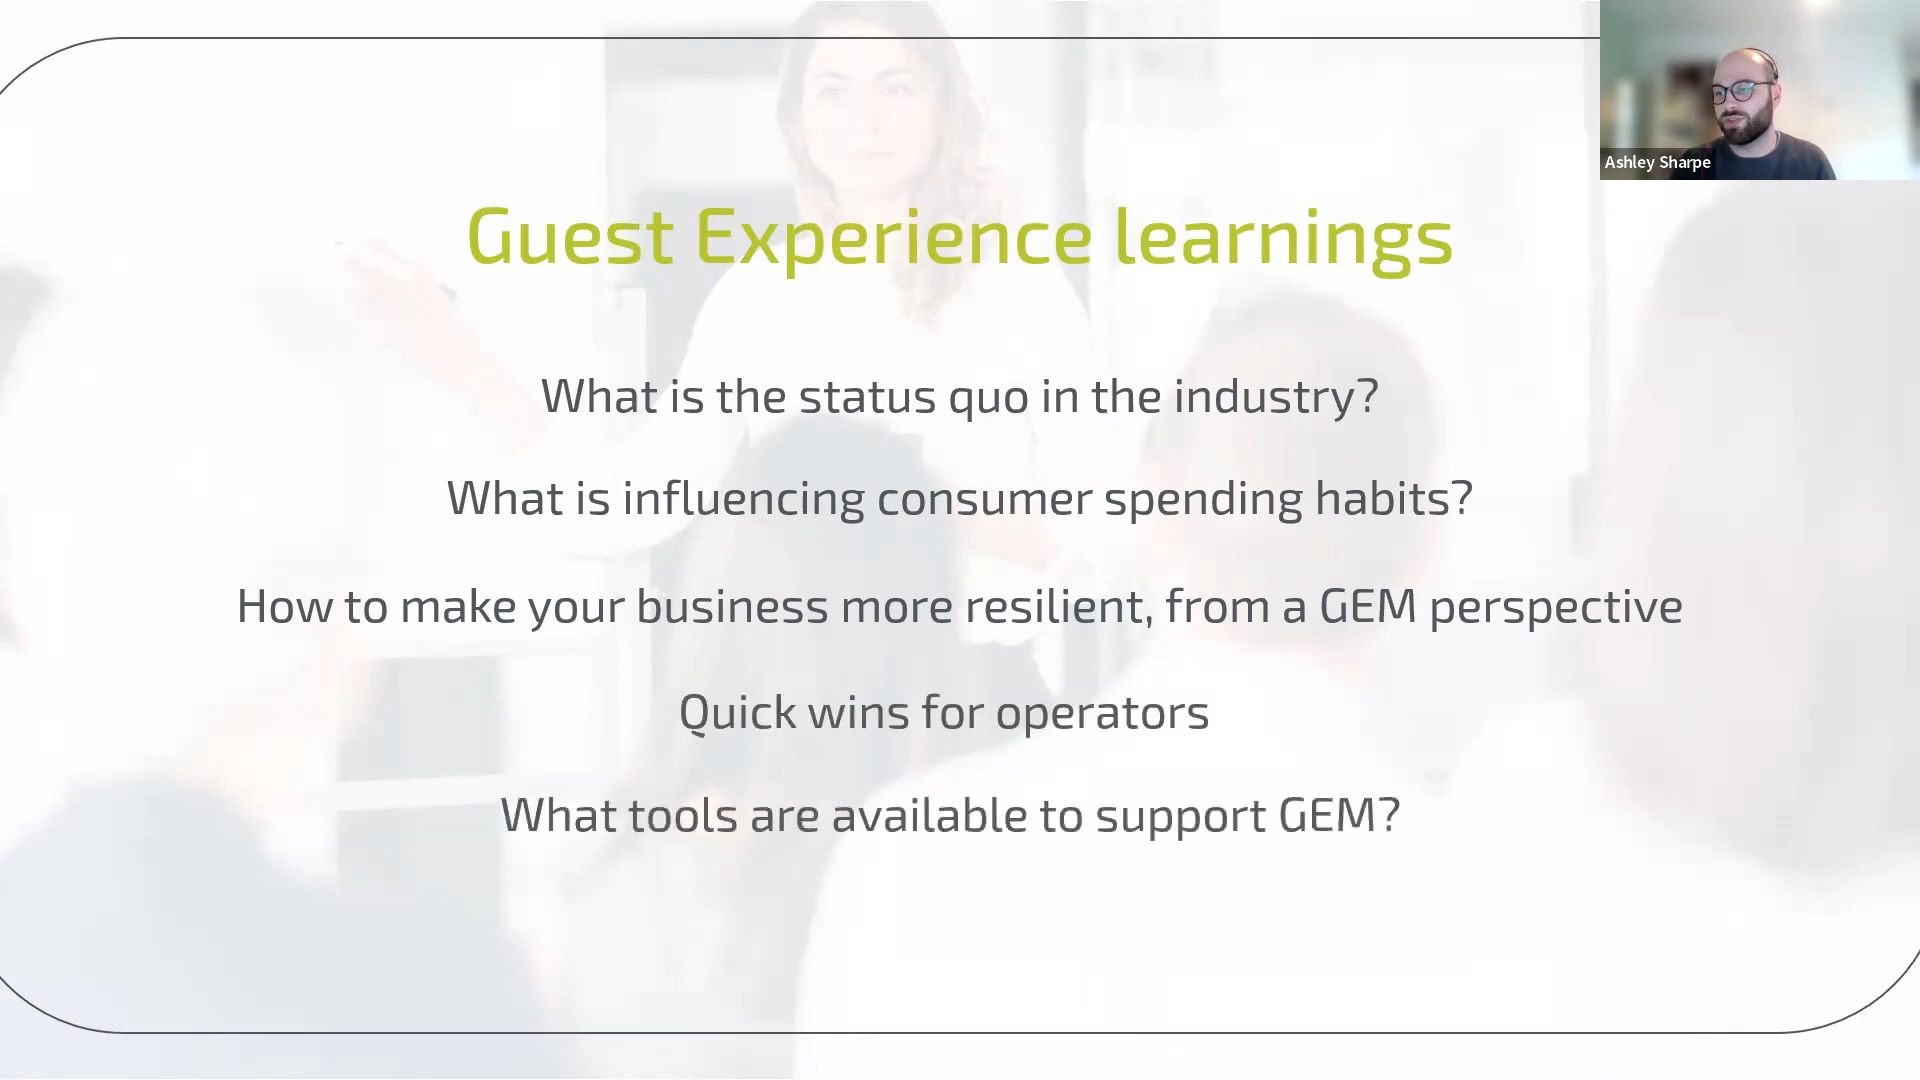 Ashley Sharpe
Guest Experience learnings
What is the status quo in the industry?
What is influencing consumer spending habits?
How to make your business more resilient, from a GEM perspective
Quick wins for operators
What tools are available to support GEM?